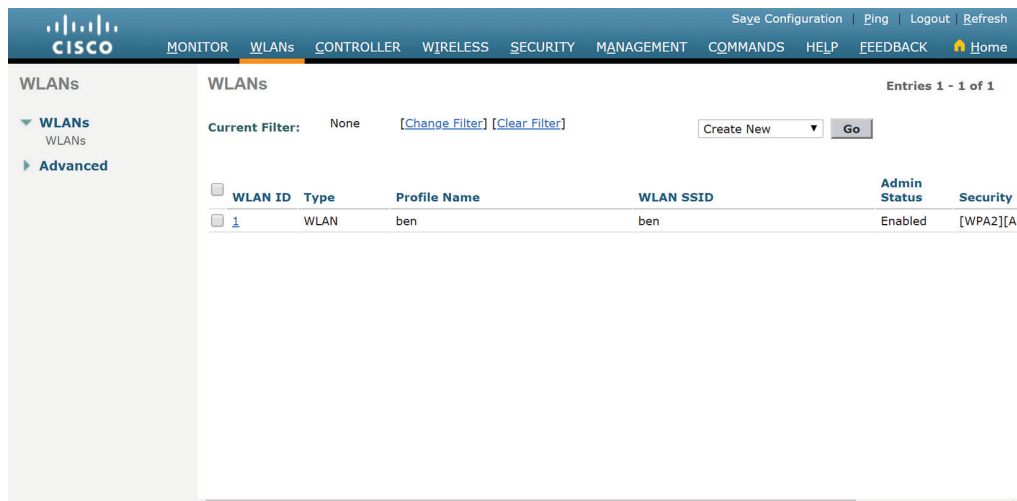 Save Configuration | Ping | Logout | Refresh
CISCO
MONITOR WLANs CONTROLLER WIRELESS SECURITY MANAGEMENT COMMANDS HELP FEEDBACK Home
WLANs
WLANs
WLANs
Advanced
WLANs
Entries 1 - 1 of 1
Current Filter: None [Change Filter] [Clear Filter]
Create New Go
WLAN ID Type Profile Name WLAN SSID Admin Status Security
1 WLAN ben ben Enabled [WPA2][A